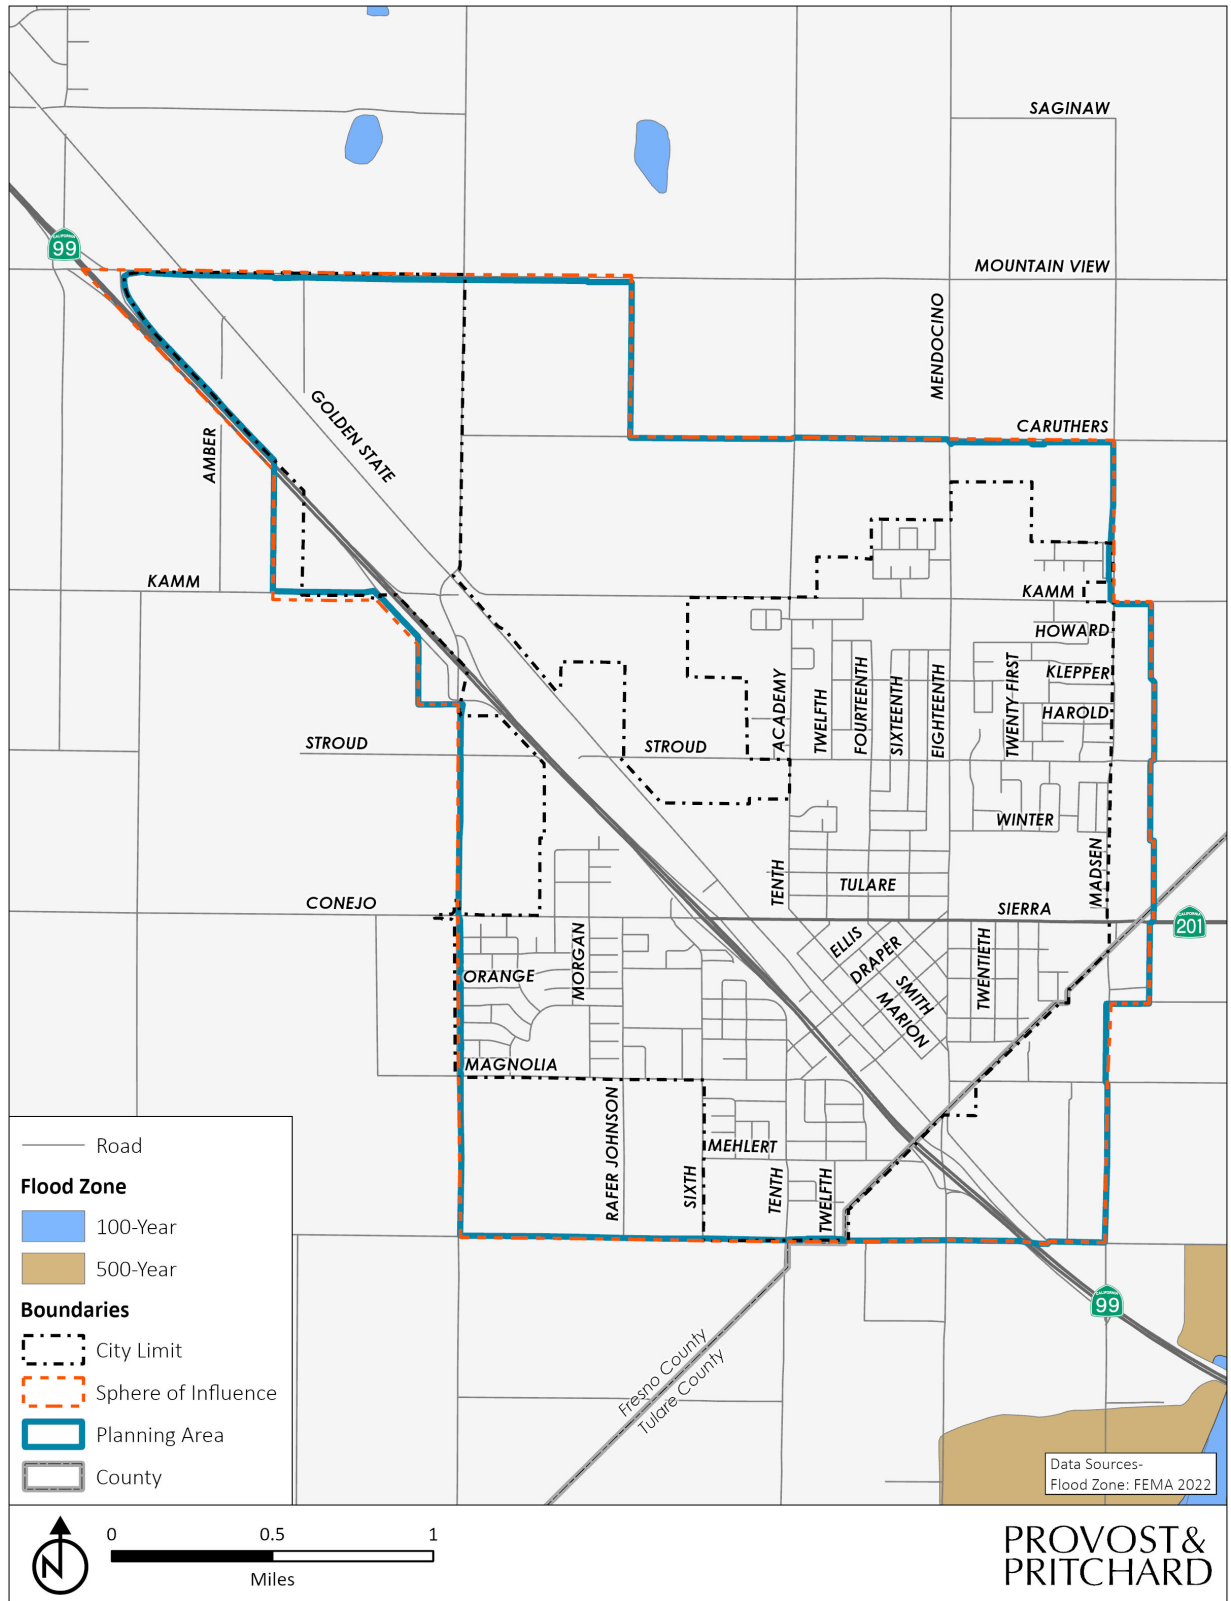 SAGINAW
CALIFORNIA
99
MOUNTAIN VIEW
MENDOCINO
GOLDEN STATE
CARUTHERS
AMBER
KAMM
KAMM
HOWARD
KLEPPER
HAROLD
ACADEMY
TWELFTH
FOURTEENTH
SIXTEENTH
EIGHTEENTH
TWENTY FIRST
STROUD
STROUD
WINTER
MADSEN
TENTH
TULARE
CONEJO
SIERRA
CALIFORNIA
201
ELLIS
DRAPER
SMITH
MARION
TWENTIETH
MORGAN
ORANGE
MAGNOLIA
RAFER JOHNSON
SIXTH
MEHLERT
TENTH
TWELFTH
CALIFORNIA
99
Fresno County
Tulare County
Road
Flood Zone
100-Year
500-Year
Boundaries
City Limit
Sphere of Influence
Planning Area
County
Data Sources-
Flood Zone: FEMA 2022
N
0 0.5 1
Miles
PROVOST&
PRITCHARD